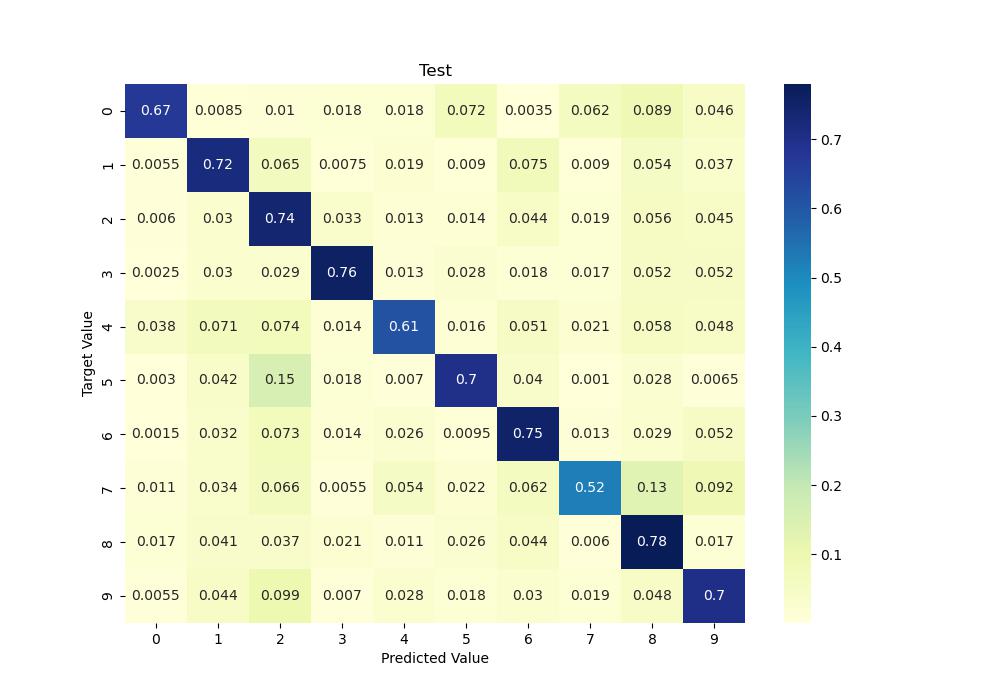 Test
0 0.67 0.0085 0.01 0.018 0.018 0.072 0.0035 0.062 0.089 0.046
1 0.0055 0.72 0.065 0.0075 0.019 0.009 0.075 0.009 0.054 0.037
2 0.006 0.03 0.74 0.033 0.013 0.014 0.044 0.019 0.056 0.045
3 0.0025 0.03 0.029 0.76 0.013 0.028 0.018 0.017 0.052 0.052
4 0.038 0.071 0.074 0.014 0.61 0.016 0.051 0.021 0.058 0.048
5 0.003 0.042 0.15 0.018 0.007 0.7 0.04 0.001 0.028 0.0065
6 0.0015 0.032 0.073 0.014 0.026 0.0095 0.75 0.013 0.029 0.052
7 0.011 0.034 0.066 0.0055 0.054 0.022 0.062 0.52 0.13 0.092
8 0.017 0.041 0.037 0.021 0.011 0.026 0.044 0.006 0.78 0.017
9 0.0055 0.044 0.099 0.007 0.028 0.018 0.03 0.019 0.048 0.7
0 1 2 3 4 5 6 7 8 9
Predicted Value
Target Value
0.7
0.6
0.5
0.4
0.3
0.2
0.1